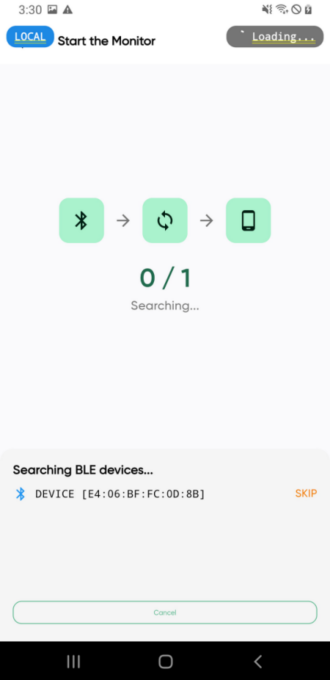 3:30
LOCAL Start the Monitor Loading...
0 / 1
Searching...
Searching BLE devices...
DEVICE [E4:06:BF:FC:0D:8B] SKIP
Cancel